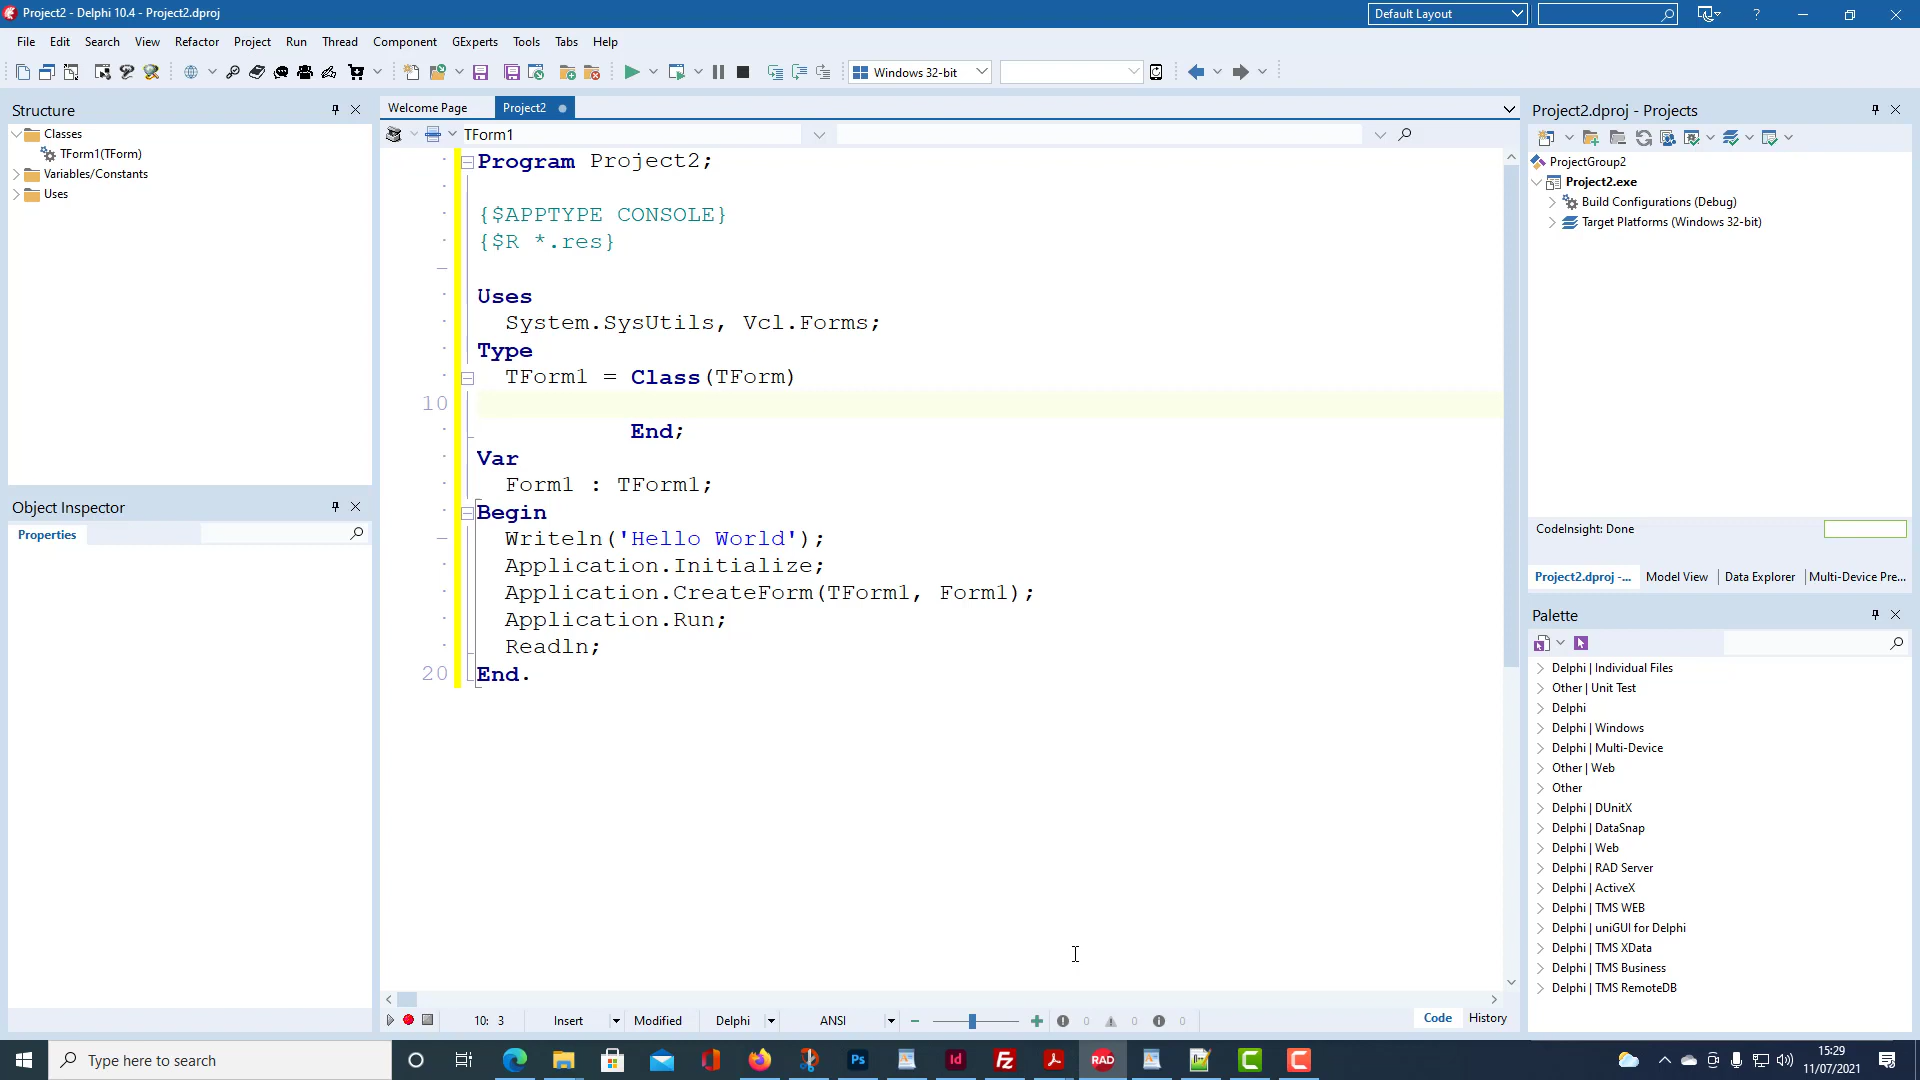 Project2 - Delphi 10.4 - Project2.dproj
Default Layout
?
File Edit Search View Refactor Project Run Thread Component GExperts Tools Tabs Help
Windows 32-bit
Structure
Classes
TForm1(TForm)
Variables/Constants
Uses
Object Inspector
Properties
Welcome Page
Project2
TForm1
Program Project2;
{$APPTYPE CONSOLE}
{$R *.res}
Uses
System.SysUtils, Vcl.Forms;
Type
TForm1 = Class(TForm)
10
End;
Var
Form1 : TForm1;
Begin
Writeln('Hello World');
Application.Initialize;
Application.CreateForm(TForm1, Form1);
Application.Run;
Readln;
20 End.
10: 3 Insert Modified Delphi ANSI 0 0 0 Code History
Project2.dproj - Projects
ProjectGroup2
Project2.exe
Build Configurations (Debug)
Target Platforms (Windows 32-bit)
CodeInsight: Done
Project2.dproj -... Model View Data Explorer Multi-Device Pre...
Palette
Delphi | Individual Files
Other | Unit Test
Delphi
Delphi | Windows
Delphi | Multi-Device
Other | Web
Other
Delphi | DUnitX
Delphi | DataSnap
Delphi | Web
Delphi | RAD Server
Delphi | ActiveX
Delphi | TMS WEB
Delphi | uniGUI for Delphi
Delphi | TMS XData
Delphi | TMS Business
Delphi | TMS RemoteDB
Type here to search
Ps
Id
Fz
RAD
C
C
15:29
11/07/2021